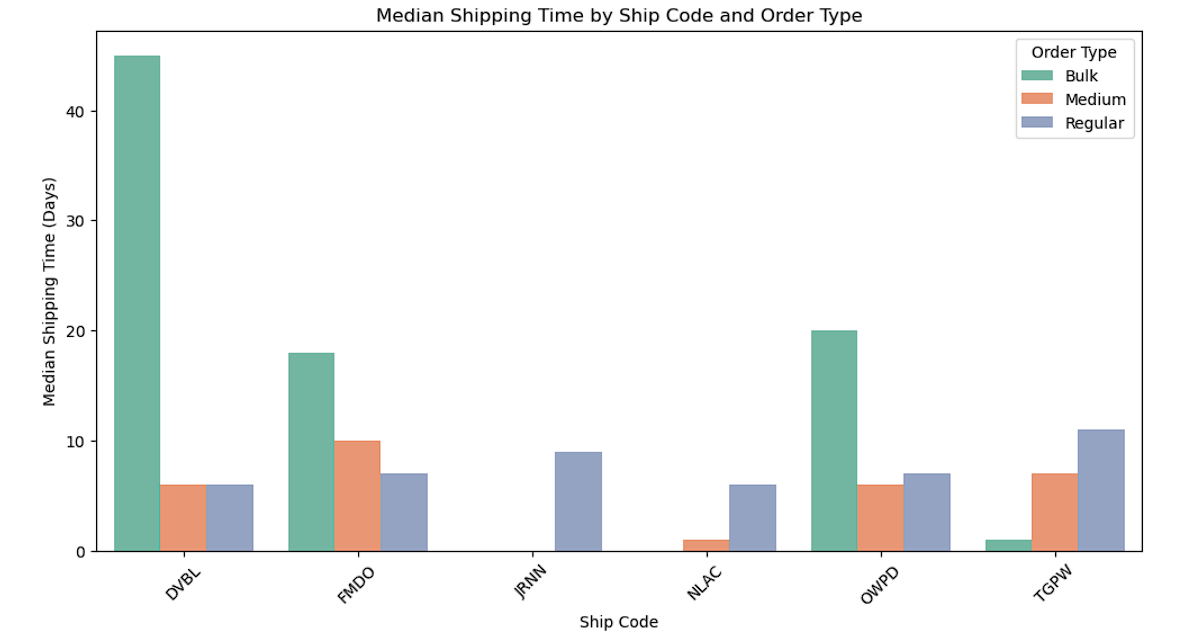 Median Shipping Time by Ship Code and Order Type
Order Type
Bulk
Medium
Regular
Median Shipping Time (Days)
40
30
20
10
0
DVBL
FMDO
JRNN
NLAC
OWPD
TGPW
Ship Code